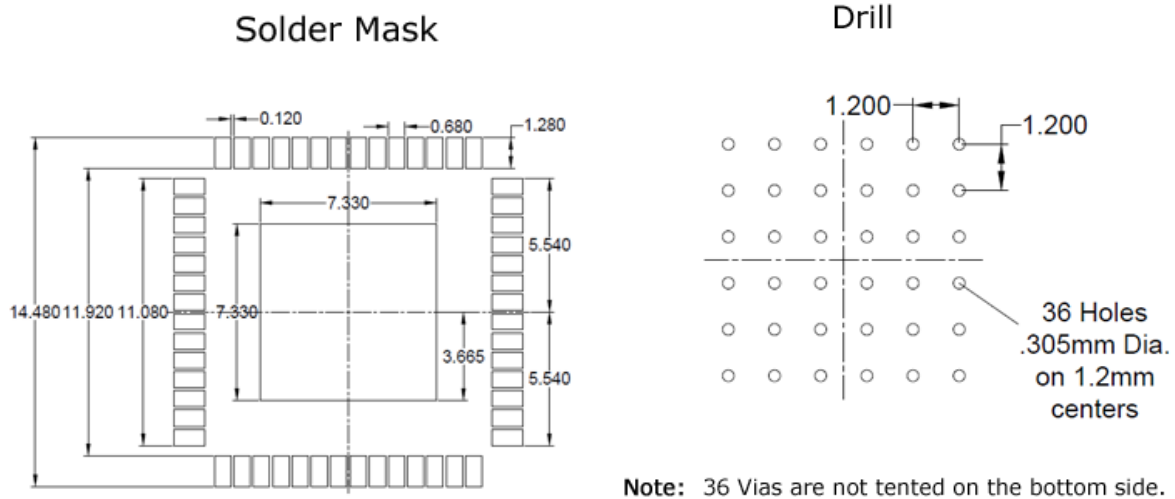 Solder Mask
0.120
0.680
1.280
7.330
5.540
14.480 11.920 11.080 7.330
3.665
5.540
Drill
1.200
1.200
36 Holes
.305mm Dia.
on 1.2mm
centers
Note: 36 Vias are not tented on the bottom side.